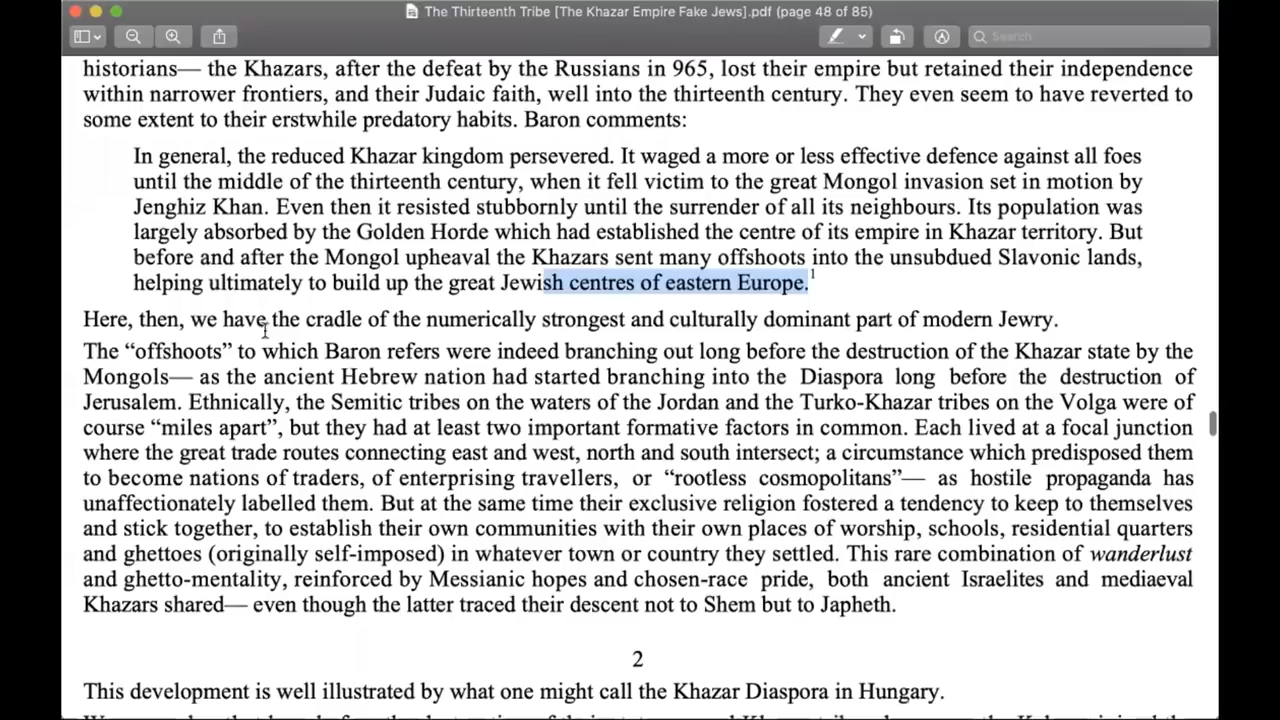 The Thirteenth Tribe [The Khazar Empire Fake Jews].pdf (page 48 of 85)
Search
historians— the Khazars, after the defeat by the Russians in 965, lost their empire but retained their independence
within narrower frontiers, and their Judaic faith, well into the thirteenth century. They even seem to have reverted to
some extent to their erstwhile predatory habits. Baron comments:
In general, the reduced Khazar kingdom persevered. It waged a more or less effective defence against all foes
until the middle of the thirteenth century, when it fell victim to the great Mongol invasion set in motion by
Jenghiz Khan. Even then it resisted stubbornly until the surrender of all its neighbours. Its population was
largely absorbed by the Golden Horde which had established the centre of its empire in Khazar territory. But
before and after the Mongol upheaval the Khazars sent many offshoots into the unsubdued Slavonic lands,
helping ultimately to build up the great Jewish centres of eastern Europe.1
Here, then, we have the cradle of the numerically strongest and culturally dominant part of modern Jewry.
The “offshoots” to which Baron refers were indeed branching out long before the destruction of the Khazar state by the
Mongols— as the ancient Hebrew nation had started branching into the Diaspora long before the destruction of
Jerusalem. Ethnically, the Semitic tribes on the waters of the Jordan and the Turko-Khazar tribes on the Volga were of
course “miles apart”, but they had at least two important formative factors in common. Each lived at a focal junction
where the great trade routes connecting east and west, north and south intersect; a circumstance which predisposed them
to become nations of traders, of enterprising travellers, or “rootless cosmopolitans”— as hostile propaganda has
unaffectionately labelled them. But at the same time their exclusive religion fostered a tendency to keep to themselves
and stick together, to establish their own communities with their own places of worship, schools, residential quarters
and ghettoes (originally self-imposed) in whatever town or country they settled. This rare combination of wanderlust
and ghetto-mentality, reinforced by Messianic hopes and chosen-race pride, both ancient Israelites and mediaeval
Khazars shared— even though the latter traced their descent not to Shem but to Japheth.
2
This development is well illustrated by what one might call the Khazar Diaspora in Hungary.